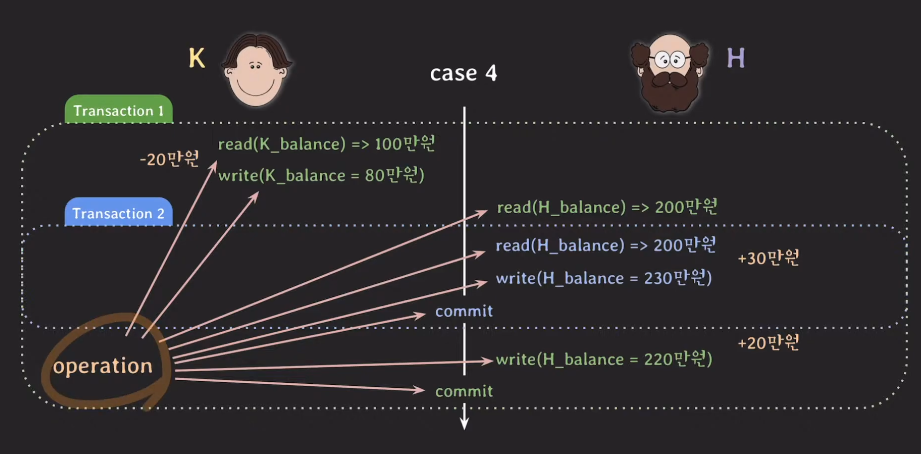 K
case 4
H
Transaction 1
read(K_balance) => 100만원
-20만원
write(K_balance = 80만원)
read(H_balance) => 200만원
Transaction 2
read(H_balance) => 200만원
+30만원
write(H_balance = 230만원)
commit
+20만원
operation
write(H_balance = 220만원)
commit